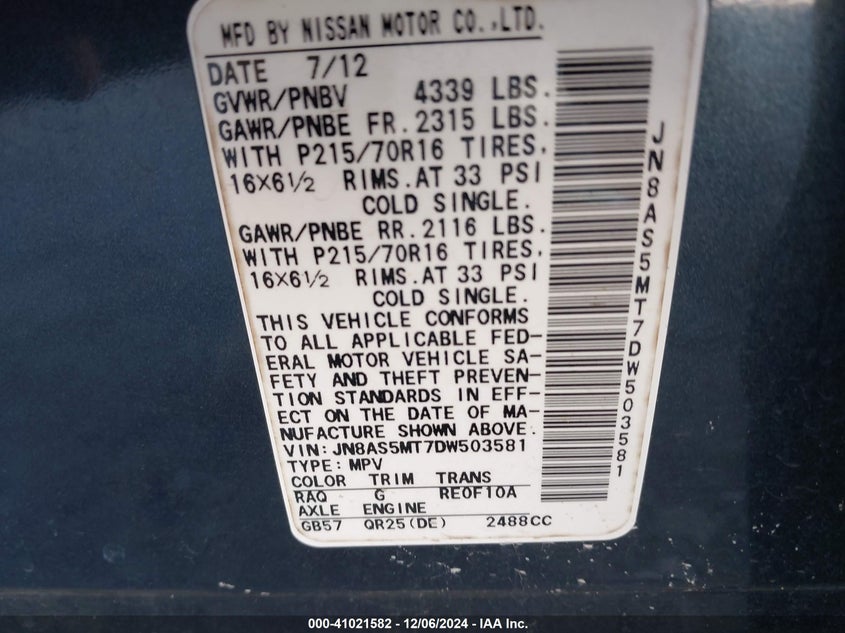 MFD BY NISSAN MOTOR CO.,LTD.
DATE 7/12
GVWR/PNBV 4339 LBS.
GAWR/PNBE FR.2315 LBS.
WITH P215/70R16 TIRES,
16X6½ RIMS.AT 33 PSI
COLD SINGLE.
GAWR/PNBE RR.2116 LBS.
WITH P215/70R16 TIRES,
16X6½ RIMS.AT 33 PSI
COLD SINGLE.
THIS VEHICLE CONFORMS
TO ALL APPLICABLE FED-
ERAL MOTOR VEHICLE SA-
FETY AND THEFT PREVEN-
TION STANDARDS IN EFF-
ECT ON THE DATE OF MA-
NUFACTURE SHOWN ABOVE.
VIN:JN8AS5MT7DW503581
TYPE:MPV
COLOR TRIM TRANS
RAQ G RE0F10A
AXLE ENGINE
GB57 QR25(DE) 2488CC
JN8AS5MT7DW503581
000-41021582 - 12/06/2024 - IAA Inc.